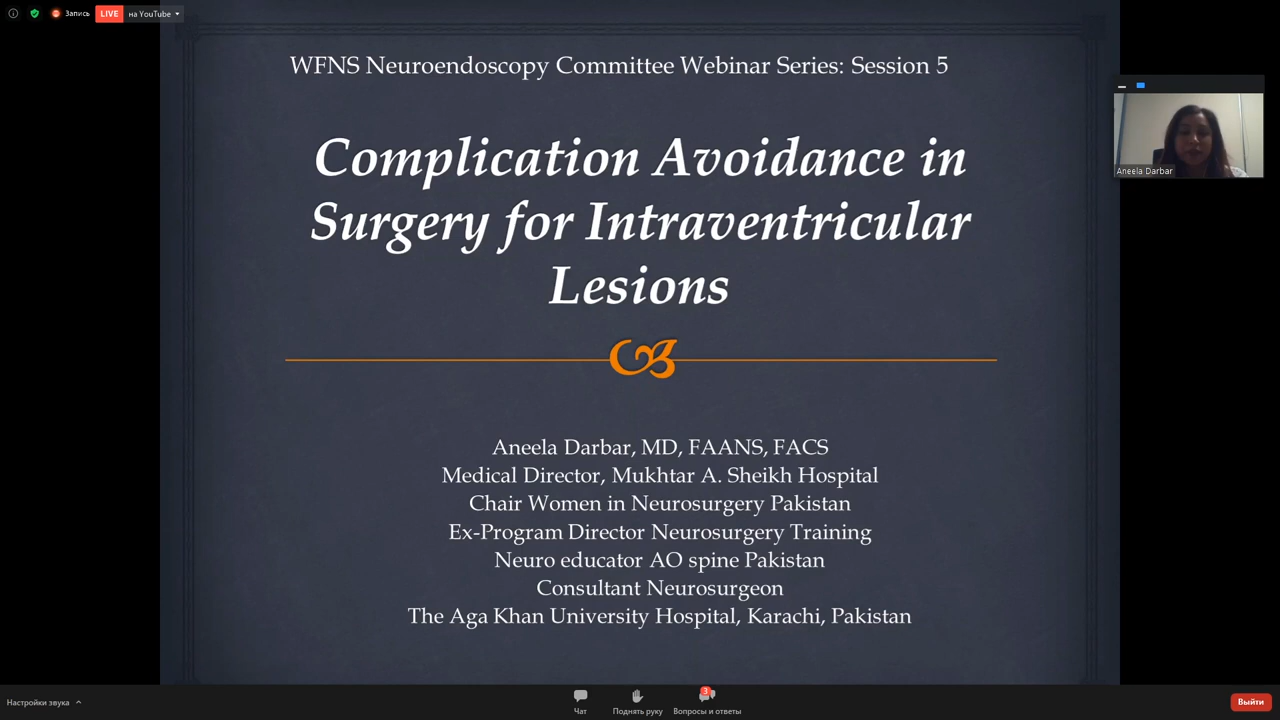 Запись
LIVE
на YouTube
WFNS Neuroendoscopy Committee Webinar Series: Session 5
Complication Avoidance in
Surgery for Intraventricular
Lesions
Aneela Darbar
Aneela Darbar, MD, FAANS, FACS
Medical Director, Mukhtar A. Sheikh Hospital
Chair Women in Neurosurgery Pakistan
Ex-Program Director Neurosurgery Training
Neuro educator AO spine Pakistan
Consultant Neurosurgeon
The Aga Khan University Hospital, Karachi, Pakistan
Настройки звука
Чат
Поднять руку
3
Вопросы и ответы
Выйти